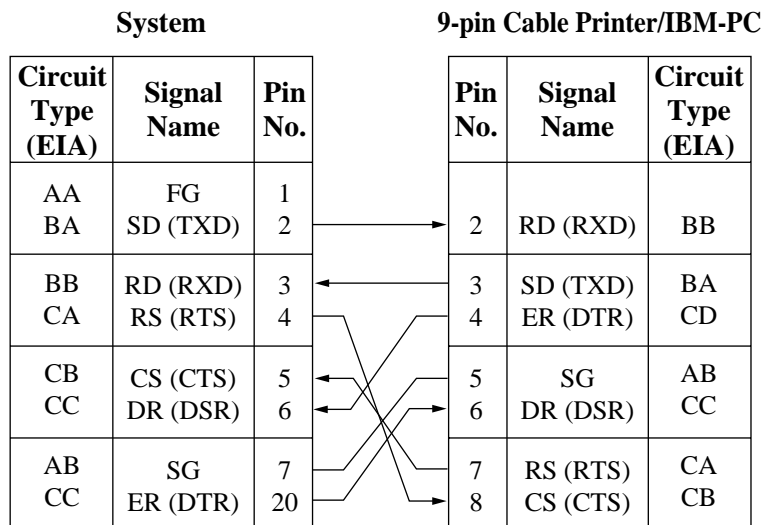 System 9-pin Cable Printer/IBM-PC
Circuit Type (EIA) Signal Name Pin No. Pin No. Signal Name Circuit Type (EIA)
AA FG 1
BA SD (TXD) 2 2 RD (RXD) BB
BB RD (RXD) 3 3 SD (TXD) BA
CA RS (RTS) 4 4 ER (DTR) CD
CB CS (CTS) 5 5 SG AB
CC DR (DSR) 6 6 DR (DSR) CC
AB SG 7 7 RS (RTS) CA
CC ER (DTR) 20 8 CS (CTS) CB